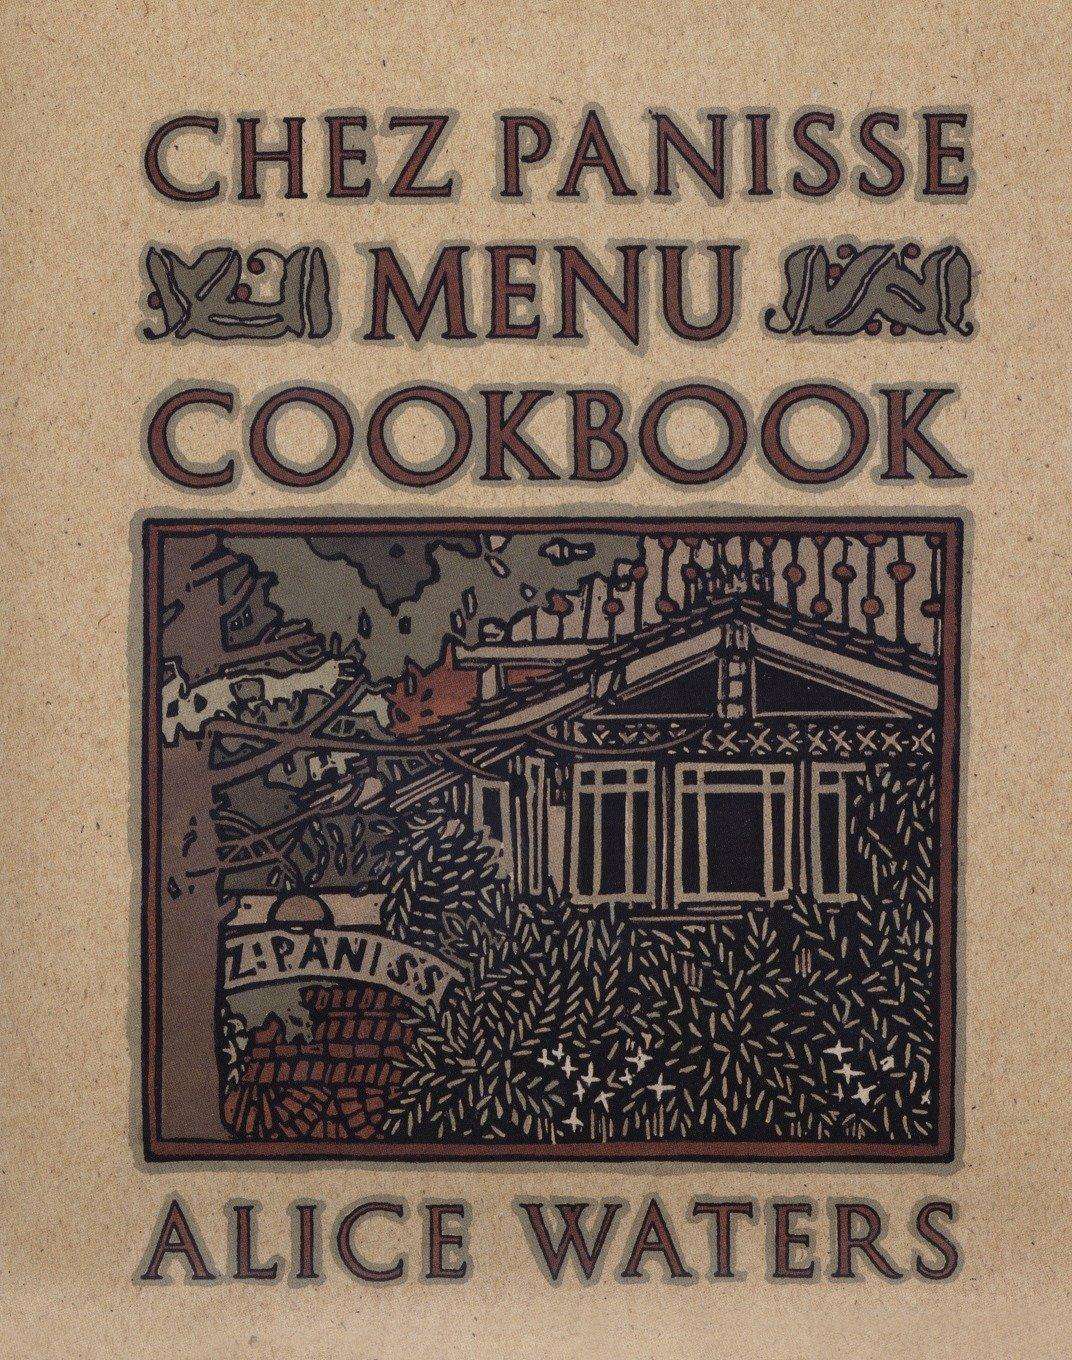 CHEZ PANISSE
MENU
COOKBOOK
Z·PANISS
ALICE WATERS